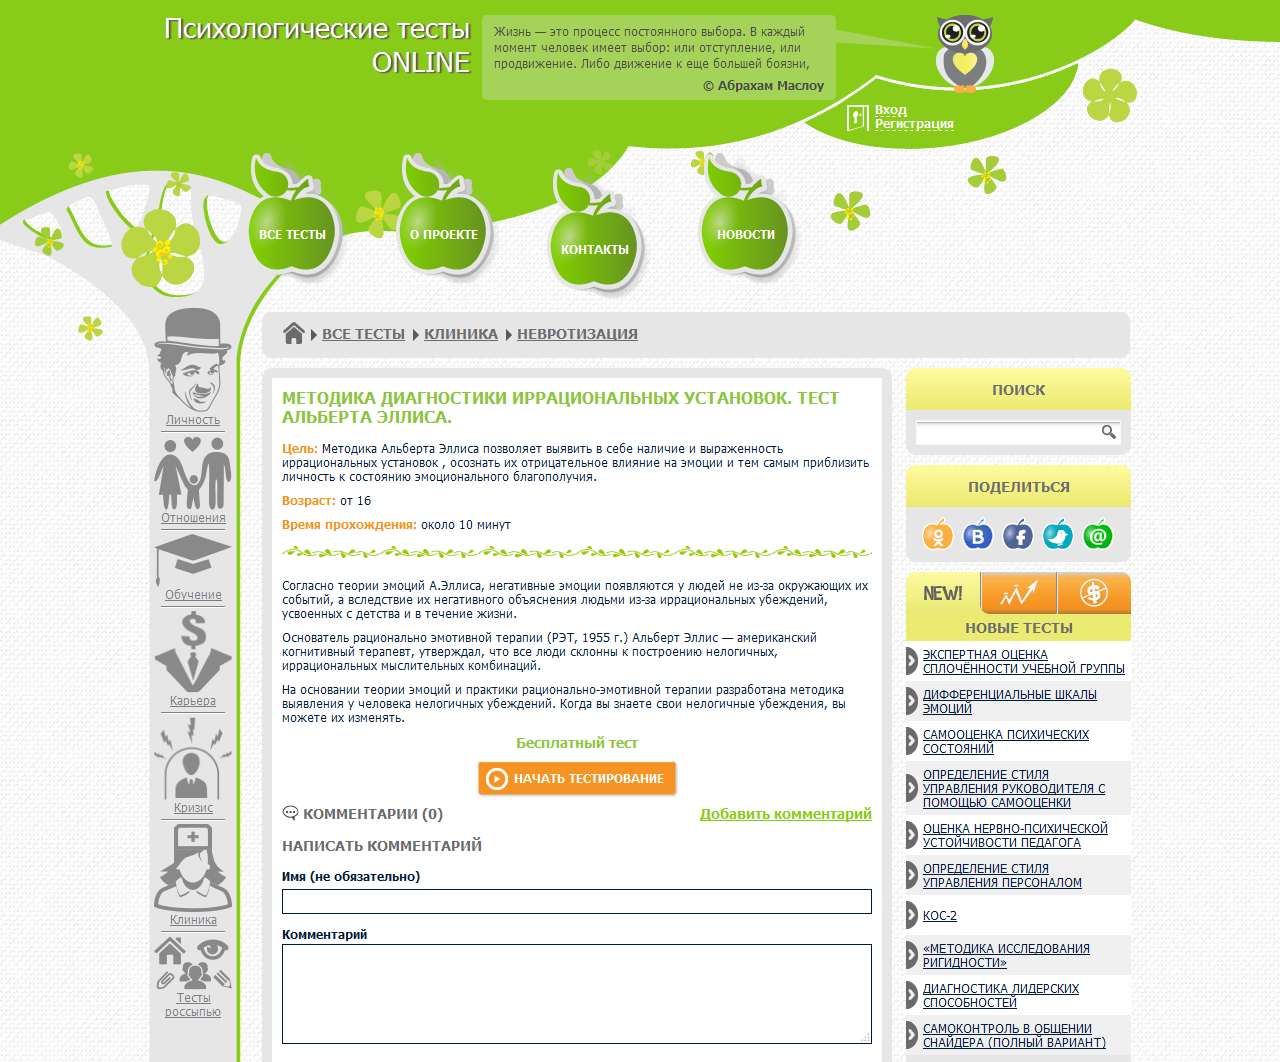 Психологические тесты
ONLINE
Жизнь — это процесс постоянного выбора. В каждый
момент человек имеет выбор: или отступление, или
продвижение. Либо движение к еще большей боязни,
© Абрахам Маслоу
Вход
Регистрация
ВСЕ ТЕСТЫ
О ПРОЕКТЕ
КОНТАКТЫ
НОВОСТИ
ВСЕ ТЕСТЫ
КЛИНИКА
НЕВРОТИЗАЦИЯ
Личность
Отношения
Обучение
Карьера
Кризис
Клиника
Тесты
россыпью
МЕТОДИКА ДИАГНОСТИКИ ИРРАЦИОНАЛЬНЫХ УСТАНОВОК. ТЕСТ
АЛЬБЕРТА ЭЛЛИСА.
Цель: Методика Альберта Эллиса позволяет выявить в себе наличие и выраженность
иррациональных установок , осознать их отрицательное влияние на эмоции и тем самым приблизить
личность к состоянию эмоционального благополучия.
Возраст: от 16
Время прохождения: около 10 минут
Согласно теории эмоций А.Эллиса, негативные эмоции появляются у людей не из-за окружающих их
событий, а вследствие их негативного объяснения людьми из-за иррациональных убеждений,
усвоенных с детства и в течение жизни.
Основатель рационально эмотивной терапии (РЭТ, 1955 г.) Альберт Эллис — американский
когнитивный терапевт, утверждал, что все люди склонны к построению нелогичных,
иррациональных мыслительных комбинаций.
На основании теории эмоций и практики рационально-эмотивной терапии разработана методика
выявления у человека нелогичных убеждений. Когда вы знаете свои нелогичные убеждения, вы
можете их изменять.
Бесплатный тест
НАЧАТЬ ТЕСТИРОВАНИЕ
КОММЕНТАРИИ (0)
Добавить комментарий
НАПИСАТЬ КОММЕНТАРИЙ
Имя (не обязательно)
Комментарий
ПОИСК
ПОДЕЛИТЬСЯ
NEW!
НОВЫЕ ТЕСТЫ
ЭКСПЕРТНАЯ ОЦЕНКА
СПЛОЧЁННОСТИ УЧЕБНОЙ ГРУППЫ
ДИФФЕРЕНЦИАЛЬНЫЕ ШКАЛЫ
ЭМОЦИЙ
САМООЦЕНКА ПСИХИЧЕСКИХ
СОСТОЯНИЙ
ОПРЕДЕЛЕНИЕ СТИЛЯ
УПРАВЛЕНИЯ РУКОВОДИТЕЛЯ С
ПОМОЩЬЮ САМООЦЕНКИ
ОЦЕНКА НЕРВНО-ПСИХИЧЕСКОЙ
УСТОЙЧИВОСТИ ПЕДАГОГА
ОПРЕДЕЛЕНИЕ СТИЛЯ
УПРАВЛЕНИЯ ПЕРСОНАЛОМ
КОС-2
«МЕТОДИКА ИССЛЕДОВАНИЯ
РИГИДНОСТИ»
ДИАГНОСТИКА ЛИДЕРСКИХ
СПОСОБНОСТЕЙ
САМОКОНТРОЛЬ В ОБЩЕНИИ
СНАЙДЕРА (ПОЛНЫЙ ВАРИАНТ)